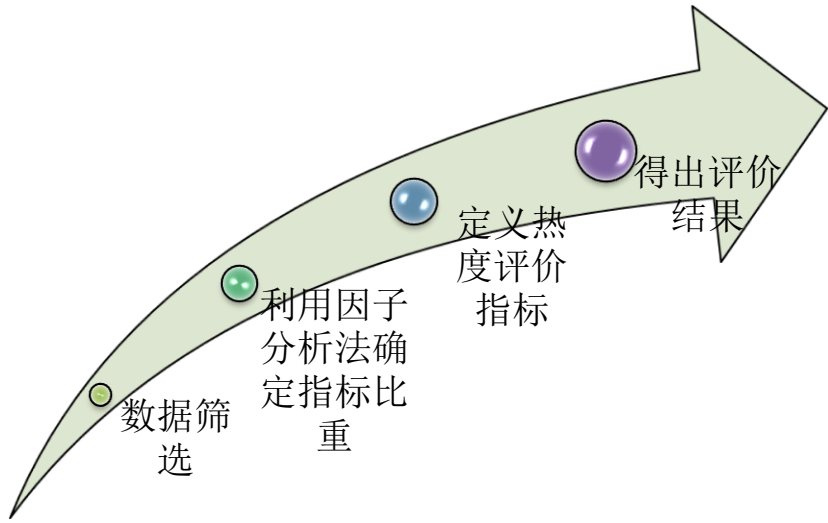 数据筛
选
利用因子
分析法确
定指标比
重
定义热
度评价
指标
得出评价
结果